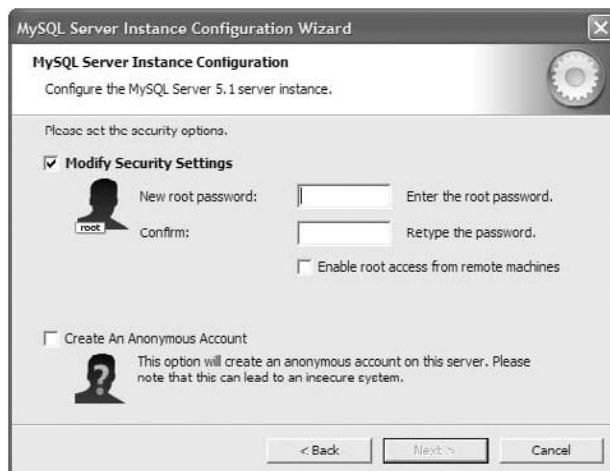 MySQL Server Instance Configuration Wizard
MySQL Server Instance Configuration
Configure the MySQL Server 5.1 server instance.
Please set the security options.
Modify Security Settings
root
New root password:
Enter the root password.
Confirm:
Retype the password.
Enable root access from remote machines
Create An Anonymous Account
This option will create an anonymous account on this server. Please
note that this can lead to an insecure system.
< Back
Next >
Cancel